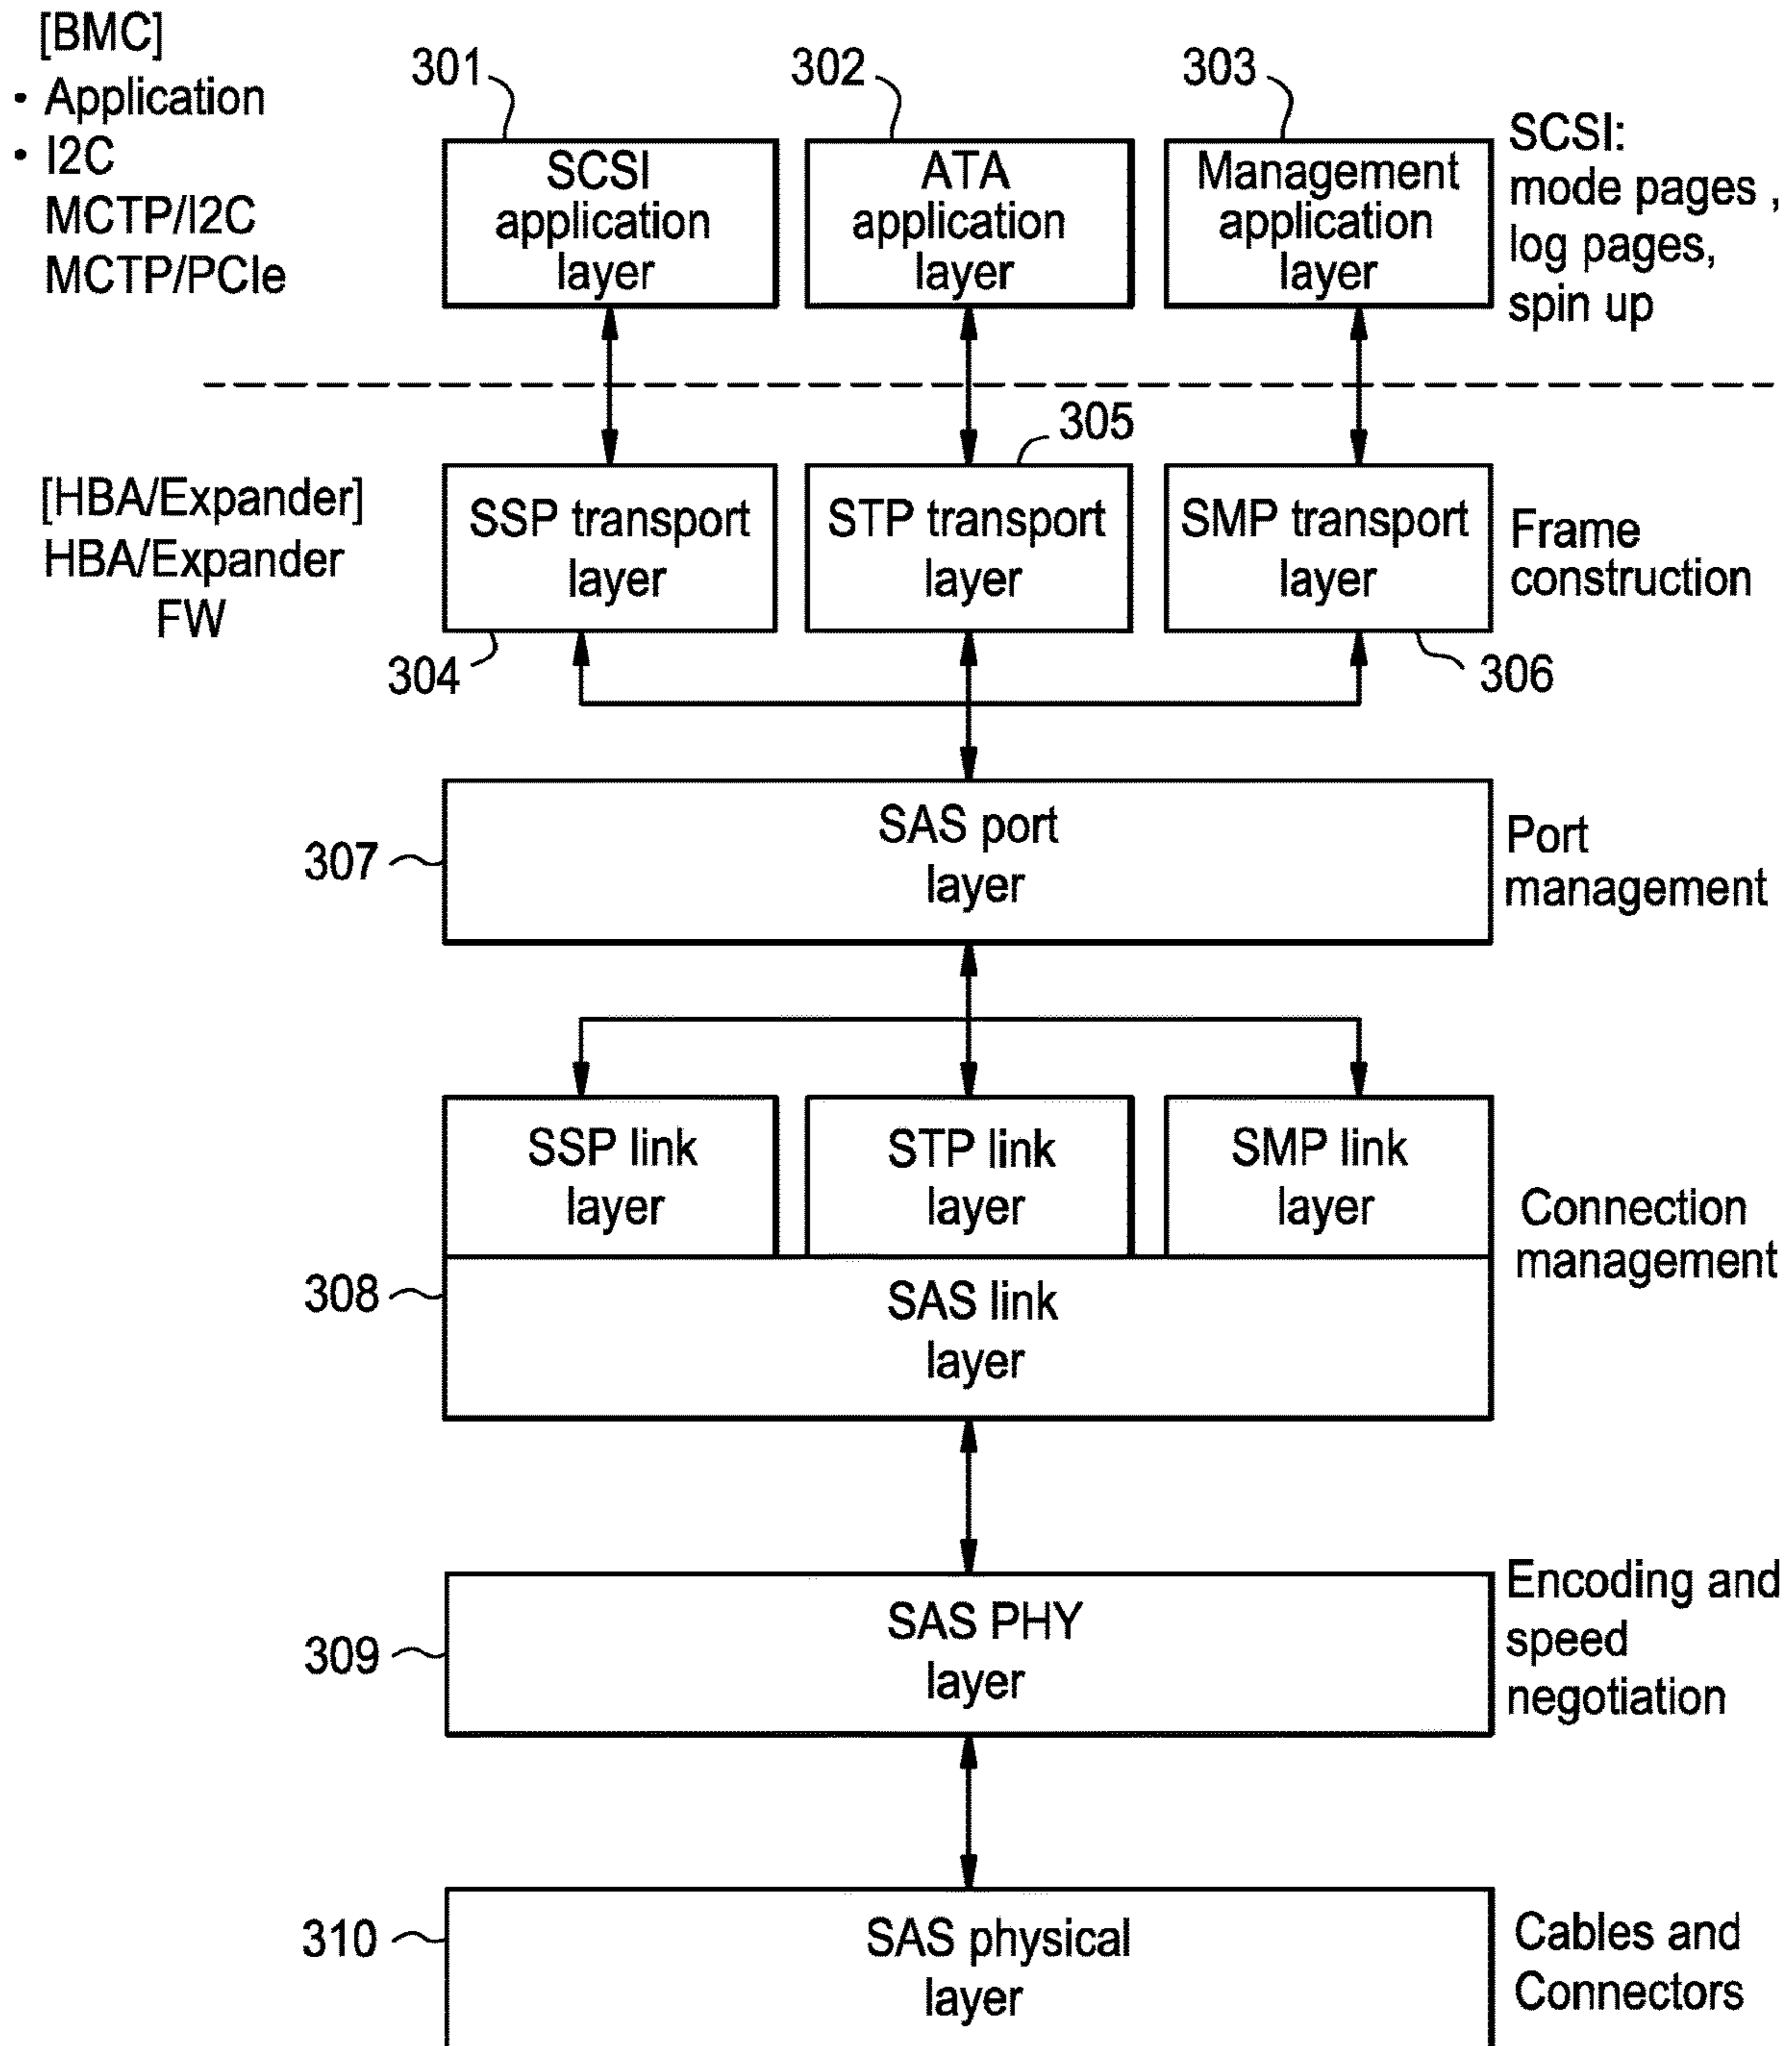 [BMC]
· Application
· I2C
MCTP/I2C
MCTP/PCIe
301
302
303
SCSI
application
layer
ATA
application
layer
Management
application
layer
SCSI:
mode pages ,
log pages,
spin up
305
[HBA/Expander]
HBA/Expander
FW
SSP transport
layer
STP transport
layer
SMP transport
layer
Frame
construction
304
306
307
SAS port
layer
Port
management
SSP link
layer
STP link
layer
SMP link
layer
Connection
management
308
SAS link
layer
309
SAS PHY
layer
Encoding and
speed
negotiation
310
SAS physical
layer
Cables and
Connectors